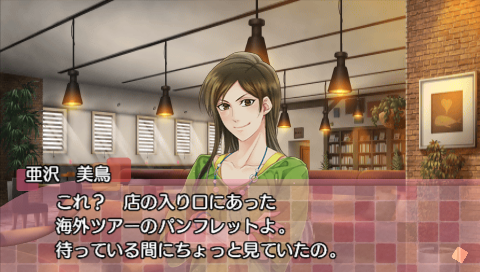 亜沢　美鳥
これ？　店の入り口にあった
海外ツアーのパンフレットよ。
待っている間にちょっと見ていたの。